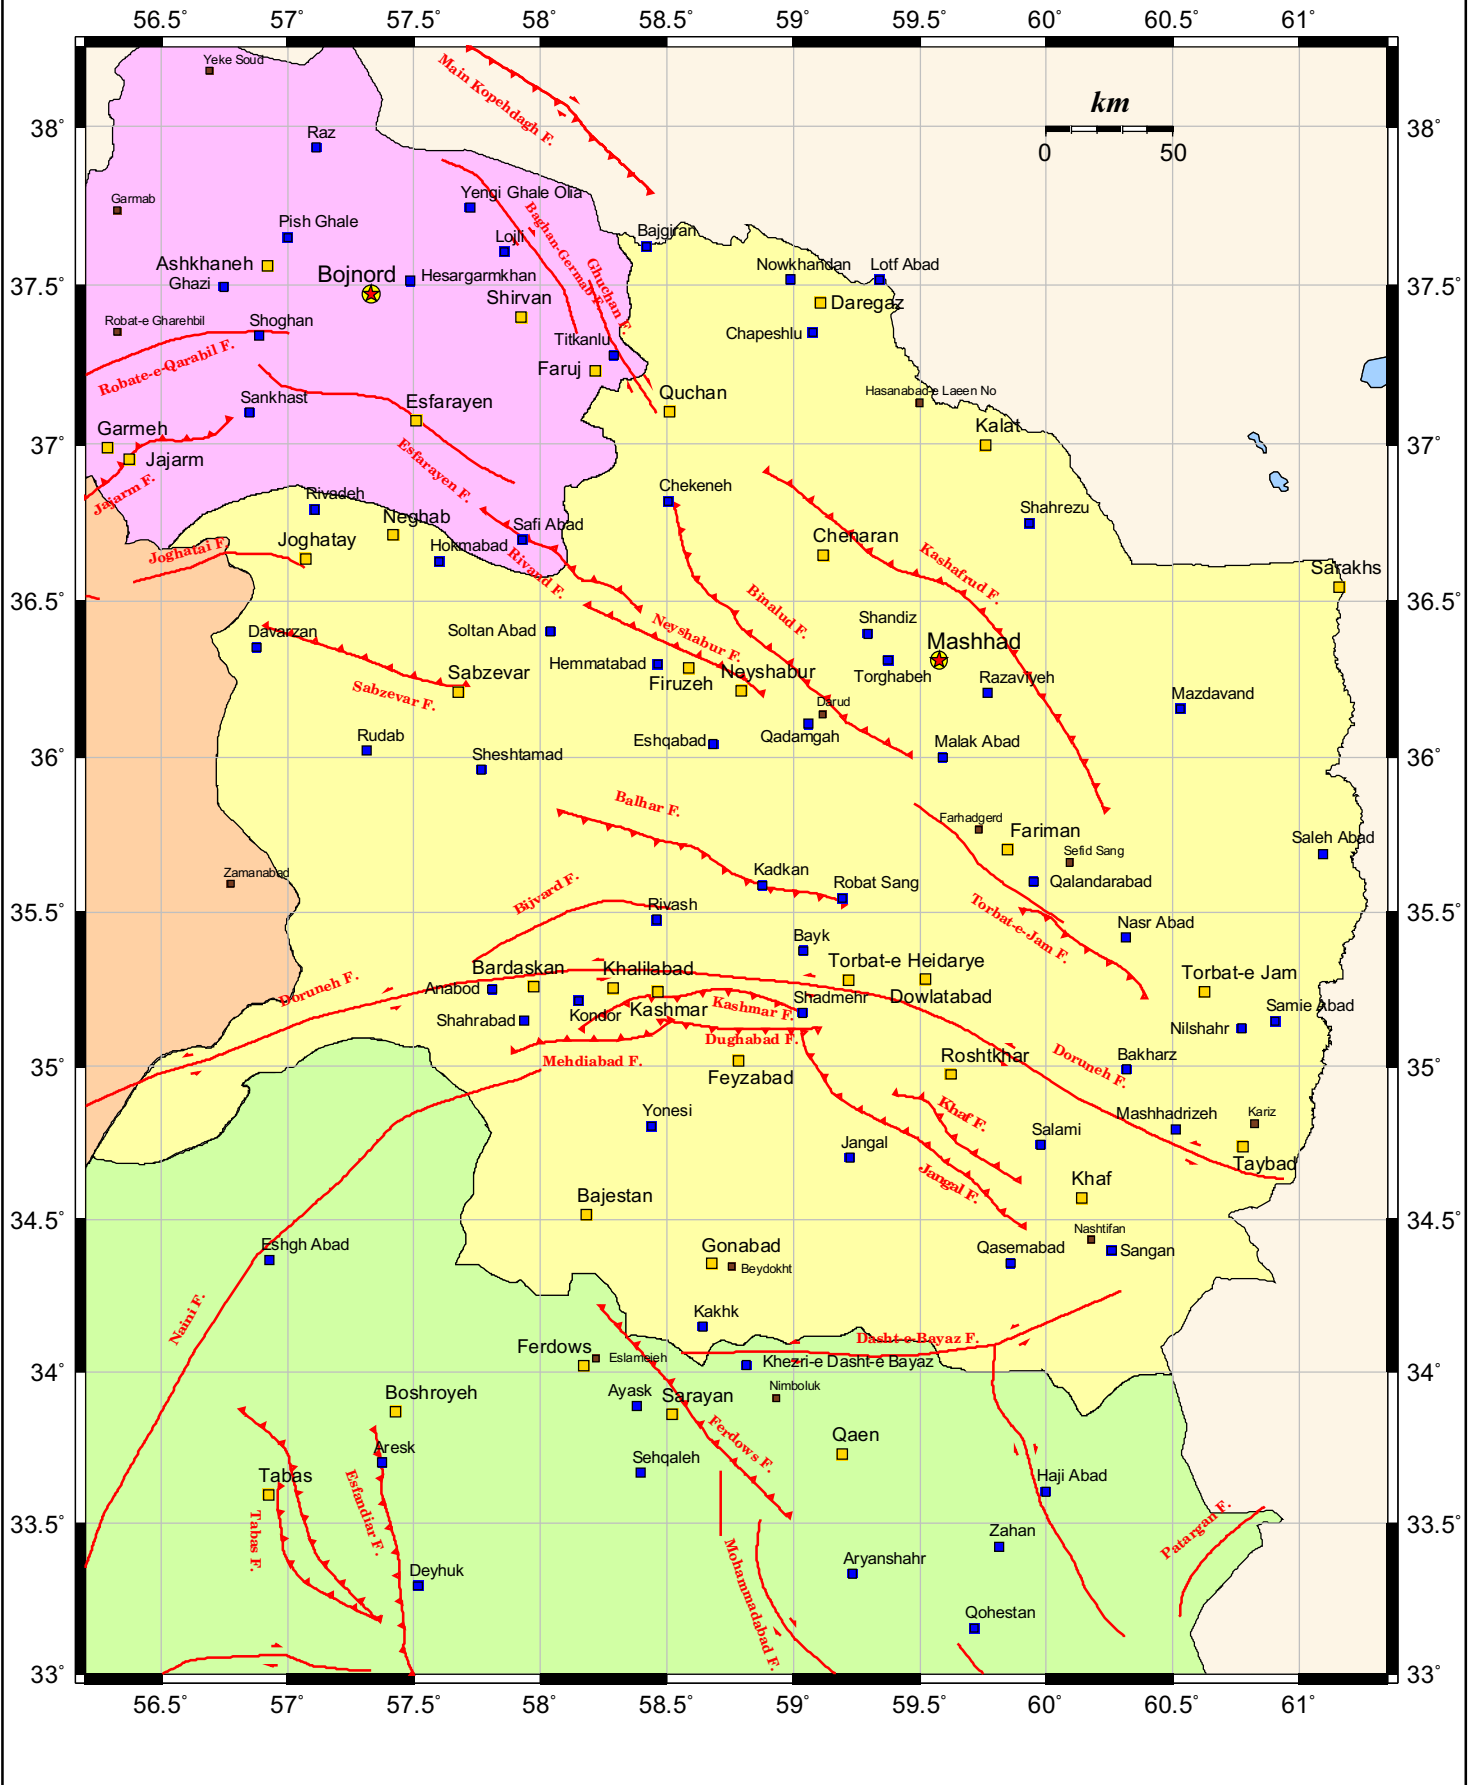 56.5° 57° 57.5° 58° 58.5° 59° 59.5° 60° 60.5° 61°
Yeke Soud
Main Kopehdagh F.
km
0 50
38° 38°
Raz
Garmab
Yengi Ghale Olia
Baghan-Germab F.
Pish Ghale
Lojli
Bajgiran
Ashkhaneh
Ghazi
Bojnord
Hesargarmkhan
Ghuchan F.
Nowkhandan
Lotf Abad
37.5° 37.5°
Shirvan
Daregaz
Robat-e Gharehbil
Shoghan
Titkanlu
Chapeshlu
Robate-e-Qarabil F.
Faruj
Quchan
Hasanabad-e Laeen No
Sankhast
Esfarayen
Garmeh
Kalat
37° 37°
Jajarm
Esfarayen F.
Jajarm F.
Rivadeh
Chekeneh
Neghab
Safi Abad
Shahrezu
Joghatai F.
Joghatay
Hokmabad
Chenaran
Kashafrud F.
Rivand F.
Sarakhs
36.5° 36.5°
Binalud F.
Davarzan
Soltan Abad
Neyshabur F.
Shandiz
Mashhad
Sabzevar
Hemmatabad
Firuzeh
Neyshabur
Torghabeh
Razaviyeh
Sabzevar F.
Darud
Mazdavand
Rudab
Eshqabad
Qadamgah
Malak Abad
36° 36°
Sheshtamad
Balhar F.
Farhadgerd
Fariman
Sefid Sang
Saleh Abad
Zamanabad
Kadkan
Robat Sang
Qalandarabad
Bijvard F.
Rivash
Torbat-e-Jam F.
Nasr Abad
35.5° 35.5°
Bayk
Doruneh F.
Bardaskan
Khalilabad
Torbat-e Heidarye
Torbat-e Jam
Anabod
Kondor
Kashmar
Kashmar F.
Shadmehr
Dowlatabad
Samie Abad
Shahrabad
Nilshahr
Mehdiabad F.
Dughabad F.
Roshtkhar
Doruneh F.
Bakharz
35° 35°
Feyzabad
Yonesi
Khaf F.
Mashhadrizeh
Kariz
Jangal
Salami
Taybad
Jangal F.
Khaf
Bajestan
34.5° 34.5°
Nashtifan
Eshgh Abad
Gonabad
Beydokht
Qasemabad
Sangan
Naini F.
Kakhk
Ferdows
Eslameieh
Dasht-e-Bayaz F.
Khezri-e Dasht-e Bayaz
34° 34°
Boshroyeh
Ayask
Sarayan
Nimboluk
Ferdows F.
Qaen
Aresk
Sehqaleh
Tabas
Esfandiar F.
Haji Abad
Tabas F.
33.5° 33.5°
Patargan F.
Zahan
Deyhuk
Mohammadabad F.
Aryanshahr
Qohestan
33° 33°
56.5° 57° 57.5° 58° 58.5° 59° 59.5° 60° 60.5° 61°